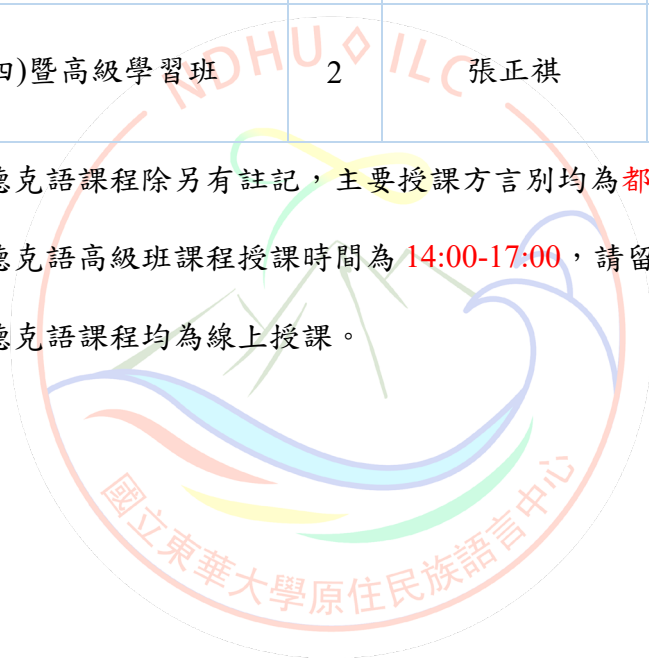 四)暨高級學習班 2 張正祺
德克語課程除另有註記，主要授課方言別均為都
德克語高級班課程授課時間為 14:00-17:00，請留
德克語課程均為線上授課。
NDHU◇ILC
國立東華大學原住民族語言中心